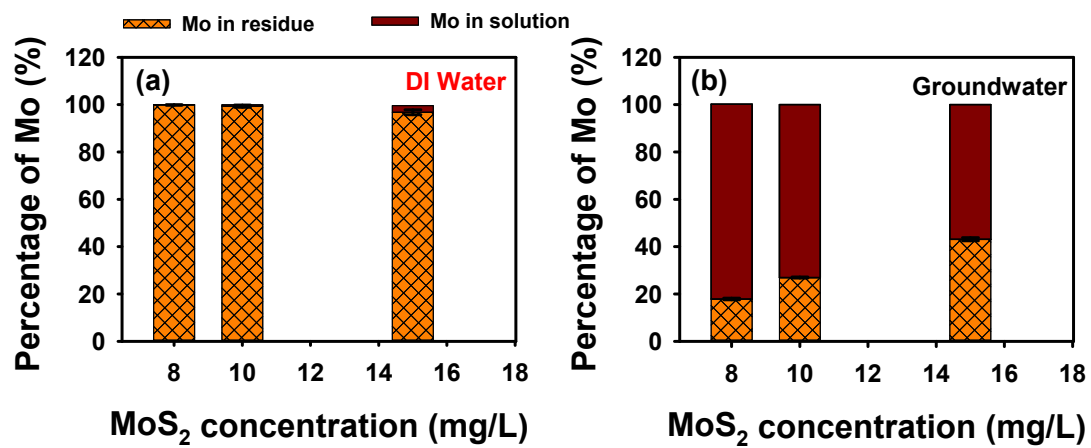 Mo in residue
Mo in solution
Percentage of Mo (%)
120
100
80
60
40
20
0
(a)
DI Water
8
10
12
14
16
18
MoS2 concentration (mg/L)
Percentage of Mo (%)
120
100
80
60
40
20
0
(b)
Groundwater
8
10
12
14
16
18
MoS2 concentration (mg/L)